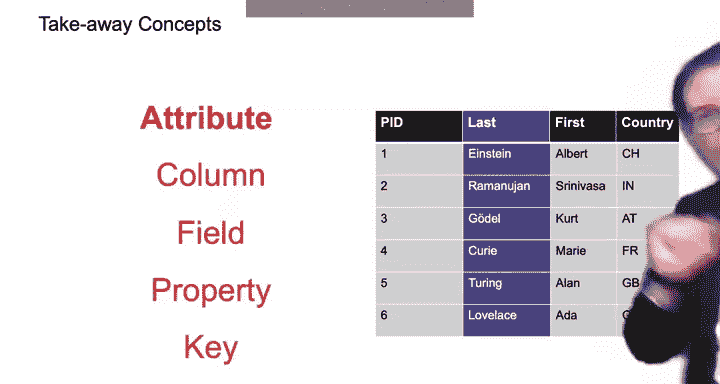 Take-away Concepts
Attribute
Column
Field
Property
Key
PID Last First Country
1 Einstein Albert CH
2 Ramanujan Srinivasa IN
3 Gödel Kurt AT
4 Curie Marie FR
5 Turing Alan GB
6 Lovelace Ada